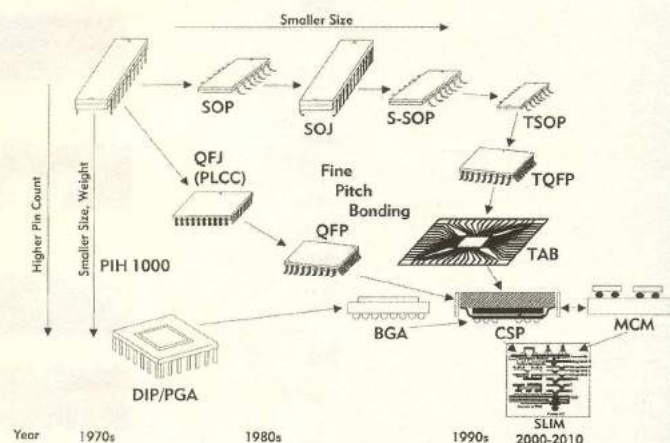 Smaller Size
SOP
SOJ
S-SOP
TSOP
QFJ
(PLCC)
Fine
Pitch
Bonding
TQFP
Higher Pin Count
Smaller Size, Weight
PIH 1000
QFP
TAB
BGA
CSP
MCM
DIP/PGA
SLIM
2000-2010
Year
1970s
1980s
1990s